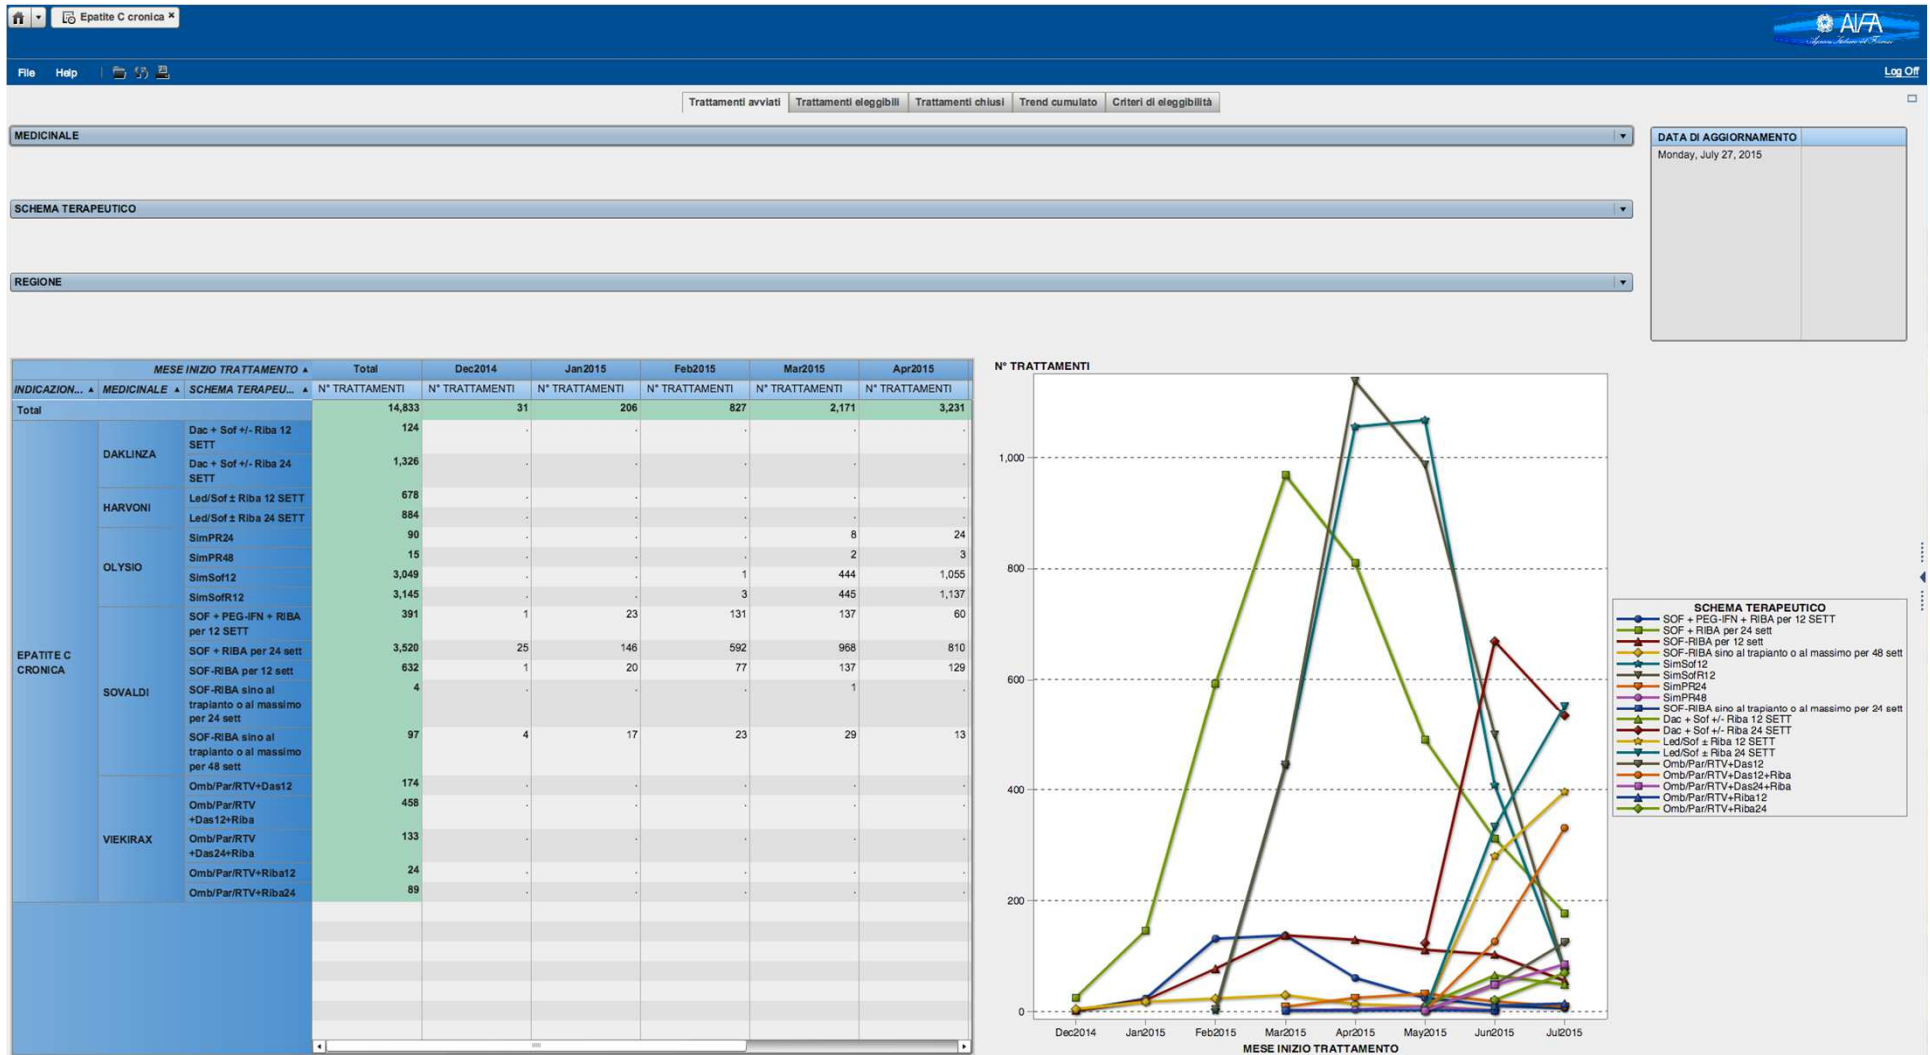 Epatite C cronica ×
AIFA
Agenzia Italiana del Farmaco
File Help
Log Off
Trattamenti avviati Trattamenti eleggibili Trattamenti chiusi Trend cumulato Criteri di eleggibilità
MEDICINALE
DATA DI AGGIORNAMENTO
Monday, July 27, 2015
SCHEMA TERAPEUTICO
REGIONE
MESE INIZIO TRATTAMENTO Total Dec2014 Jan2015 Feb2015 Mar2015 Apr2015
INDICAZION... MEDICINALE SCHEMA TERAPEU... N° TRATTAMENTI N° TRATTAMENTI N° TRATTAMENTI N° TRATTAMENTI N° TRATTAMENTI N° TRATTAMENTI
Total 14,833 31 206 827 2,171 3,231
EPATITE C
CRONICA
DAKLINZA
Dac + Sof +/- Riba 12
SETT
124 . . . . .
Dac + Sof +/- Riba 24
SETT
1,326 . . . . .
HARVONI
Led/Sof ± Riba 12 SETT 678 . . . . .
Led/Sof ± Riba 24 SETT 884 . . . . .
OLYSIO
SimPR24 90 . . . 8 24
SimPR48 15 . . . 2 3
SimSof12 3,049 . . 1 444 1,055
SimSofR12 3,145 . . 3 445 1,137
SOVALDI
SOF + PEG-IFN + RIBA
per 12 SETT
391 1 23 131 137 60
SOF + RIBA per 24 sett 3,520 25 146 592 968 810
SOF-RIBA per 12 sett 632 1 20 77 137 129
SOF-RIBA sino al
trapianto o al massimo
per 24 sett
4 . . . 1 .
SOF-RIBA sino al
trapianto o al massimo
per 48 sett
97 4 17 23 29 13
VIEKIRAX
Omb/Par/RTV+Das12 174 . . . . .
Omb/Par/RTV
+Das12+Riba
458 . . . . .
Omb/Par/RTV
+Das24+Riba
133 . . . . .
Omb/Par/RTV+Riba12 24 . . . . .
Omb/Par/RTV+Riba24 89 . . . . .
N° TRATTAMENTI
1,000
800
600
400
200
0
Dec2014 Jan2015 Feb2015 Mar2015 Apr2015 May2015 Jun2015 Jul2015
MESE INIZIO TRATTAMENTO
SCHEMA TERAPEUTICO
SOF + PEG-IFN + RIBA per 12 SETT
SOF + RIBA per 24 sett
SOF-RIBA per 12 sett
SOF-RIBA sino al trapianto o al massimo per 48 sett
SimSof12
SimSofR12
SimPR24
SimPR48
SOF-RIBA sino al trapianto o al massimo per 24 sett
Dac + Sof +/- Riba 12 SETT
Dac + Sof +/- Riba 24 SETT
Led/Sof ± Riba 12 SETT
Led/Sof ± Riba 24 SETT
Omb/Par/RTV+Das12
Omb/Par/RTV+Das12+Riba
Omb/Par/RTV+Das24+Riba
Omb/Par/RTV+Riba12
Omb/Par/RTV+Riba24